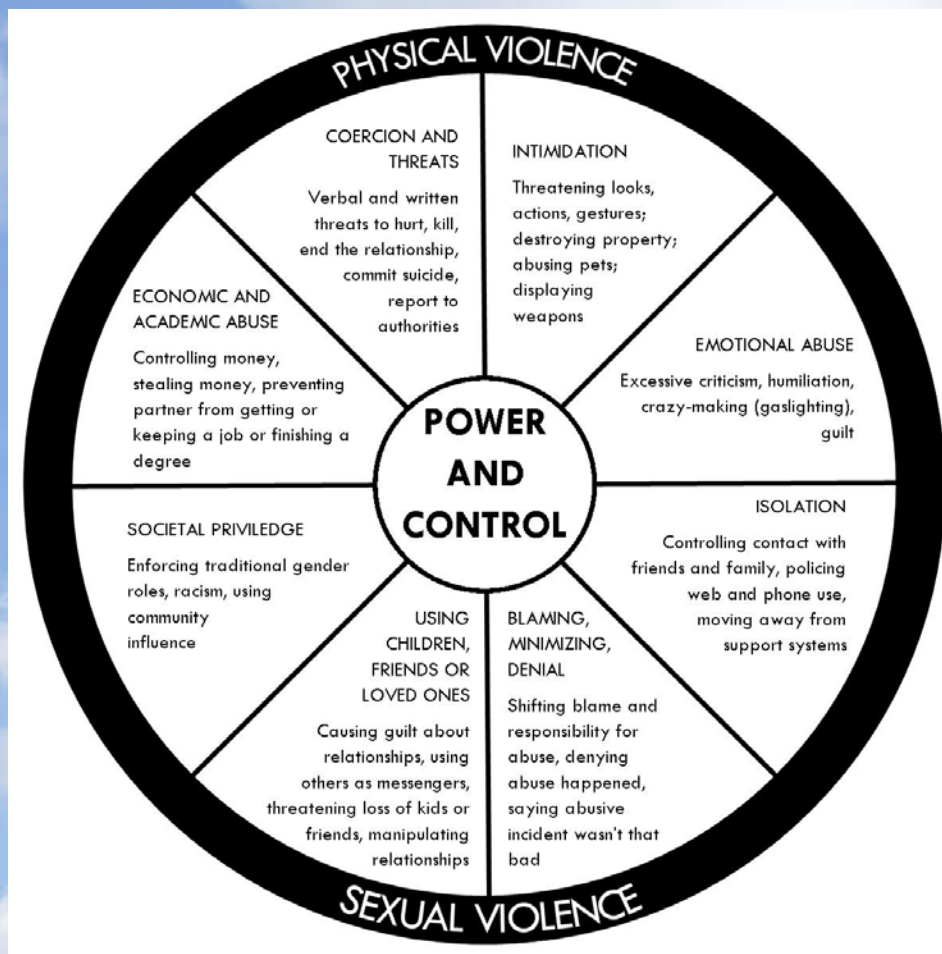 PHYSICAL VIOLENCE
COERCION AND
THREATS
Verbal and written
threats to hurt, kill,
end the relationship,
commit suicide,
report to
authorities
INTIMIDATION
Threatening looks,
actions, gestures;
destroying property;
abusing pets;
displaying
weapons
ECONOMIC AND
ACADEMIC ABUSE
Controlling money,
stealing money, preventing
partner from getting or
keeping a job or finishing a
degree
EMOTIONAL ABUSE
Excessive criticism, humiliation,
crazy-making (gaslighting),
guilt
POWER
AND
CONTROL
SOCIETAL PRIVILEDGE
Enforcing traditional gender
roles, racism, using
community
influence
ISOLATION
Controlling contact with
friends and family, policing
web and phone use,
moving away from
support systems
USING
CHILDREN,
FRIENDS OR
LOVED ONES
Causing guilt about
relationships, using
others as messengers,
threatening loss of kids or
friends, manipulating
relationships
BLAMING,
MINIMIZING,
DENIAL
Shifting blame and
responsibility for
abuse, denying
abuse happened,
saying abusive
incident wasn't that
bad
SEXUAL VIOLENCE